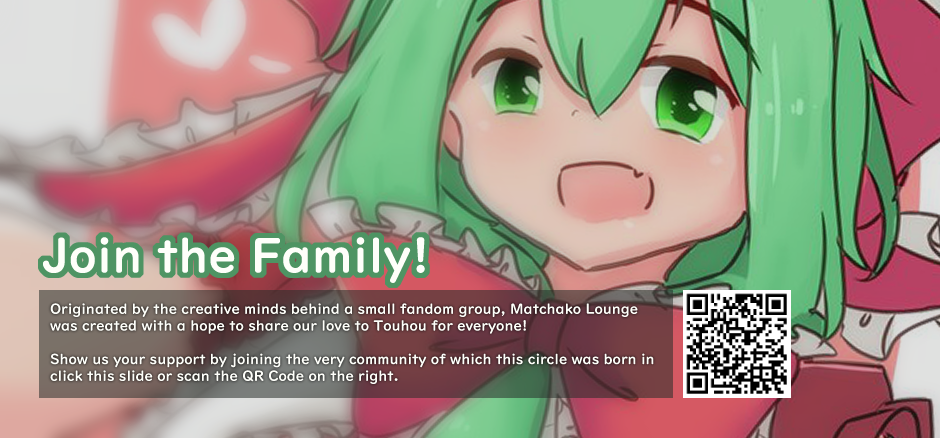 Join the Family!
Originated by the creative minds behind a small fandom group, Matchako Lounge
was created with a hope to share our love to Touhou for everyone!
Show us your support by joining the very community of which this circle was born in
click this slide or scan the QR Code on the right.